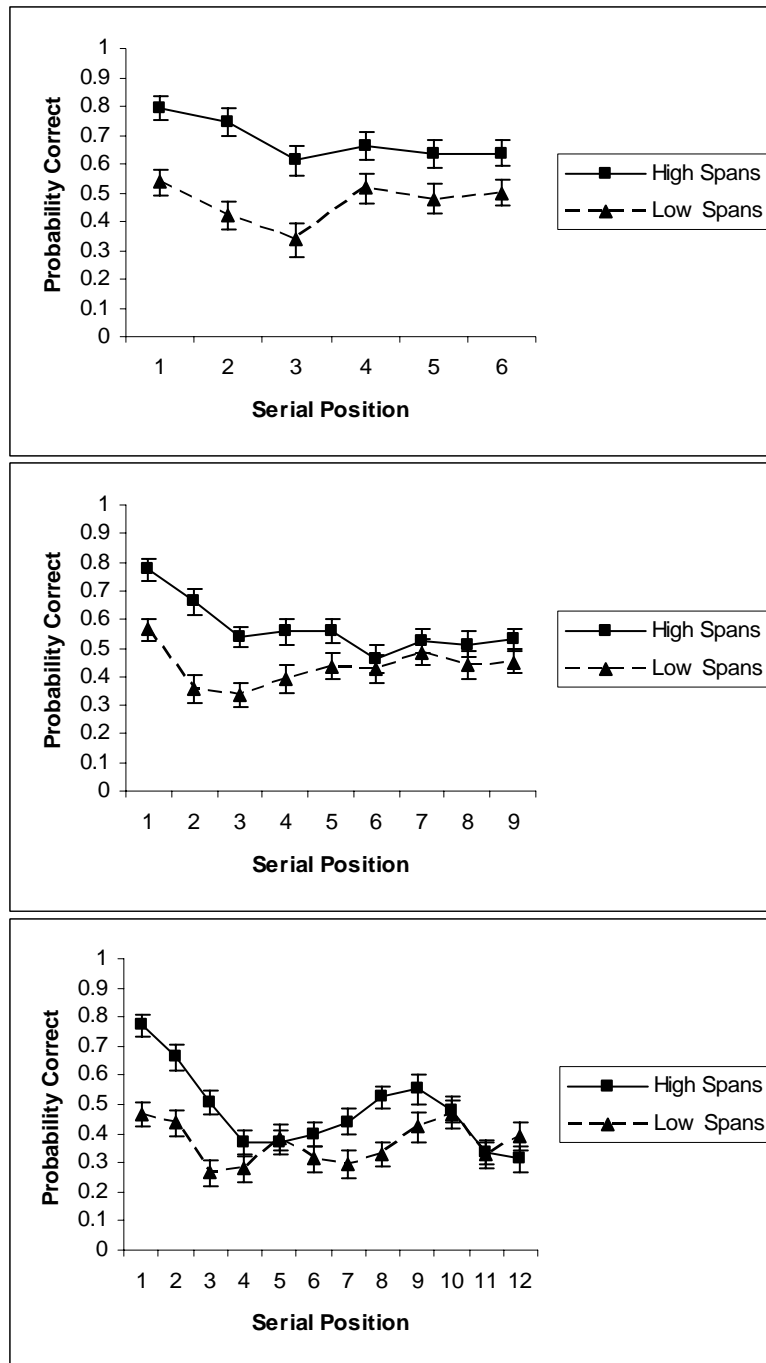 1
0.9
0.8
0.7
0.6
0.5
0.4
0.3
0.2
0.1
0
Probability Correct
1 2 3 4 5 6
Serial Position
High Spans
Low Spans
1
0.9
0.8
0.7
0.6
0.5
0.4
0.3
0.2
0.1
0
Probability Correct
1 2 3 4 5 6 7 8 9
Serial Position
High Spans
Low Spans
1
0.9
0.8
0.7
0.6
0.5
0.4
0.3
0.2
0.1
0
Probability Correct
1 2 3 4 5 6 7 8 9 10 11 12
Serial Position
High Spans
Low Spans